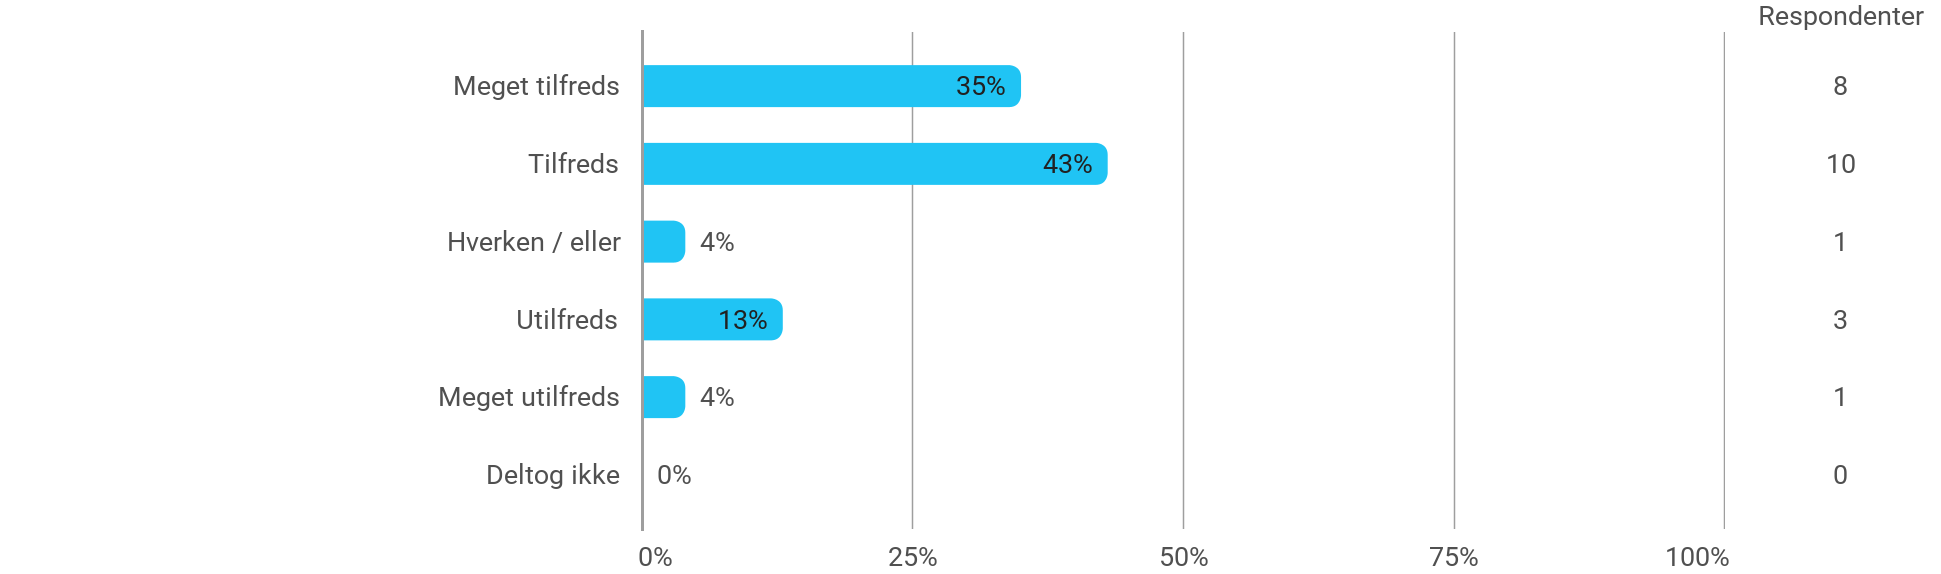 Respondenter
Meget tilfreds 35% 8
Tilfreds 43% 10
Hverken / eller 4% 1
Utilfreds 13% 3
Meget utilfreds 4% 1
Deltog ikke 0% 0
0% 25% 50% 75% 100%